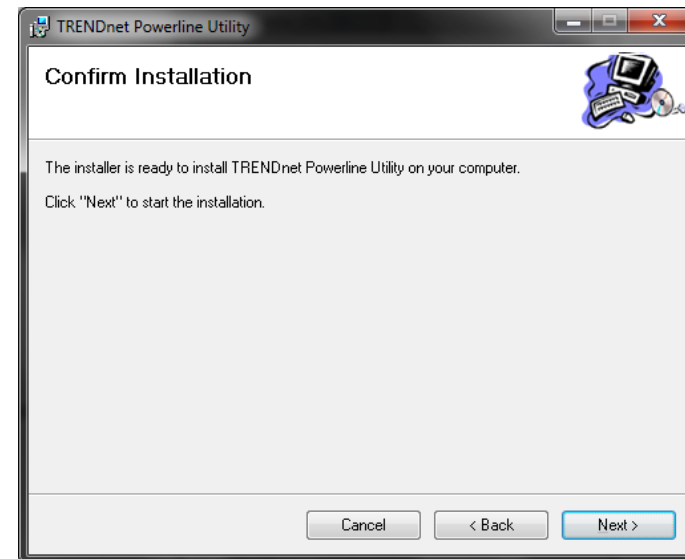 TRENDnet Powerline Utility
Confirm Installation
The installer is ready to install TRENDnet Powerline Utility on your computer.
Click "Next" to start the installation.
Cancel
< Back
Next >